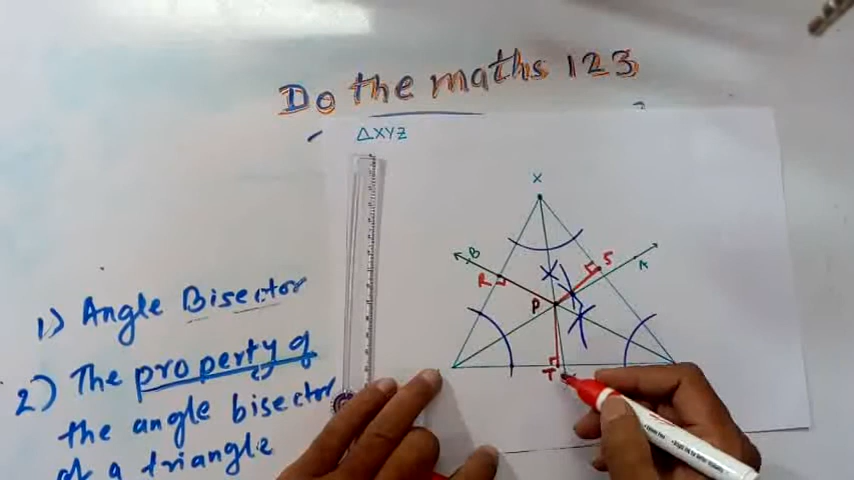 Do the maths 123
ΔXYZ
X
B
S
A
R
P
T
1) Angle Bisector
2) The property of
the angle bisector
of a triangle